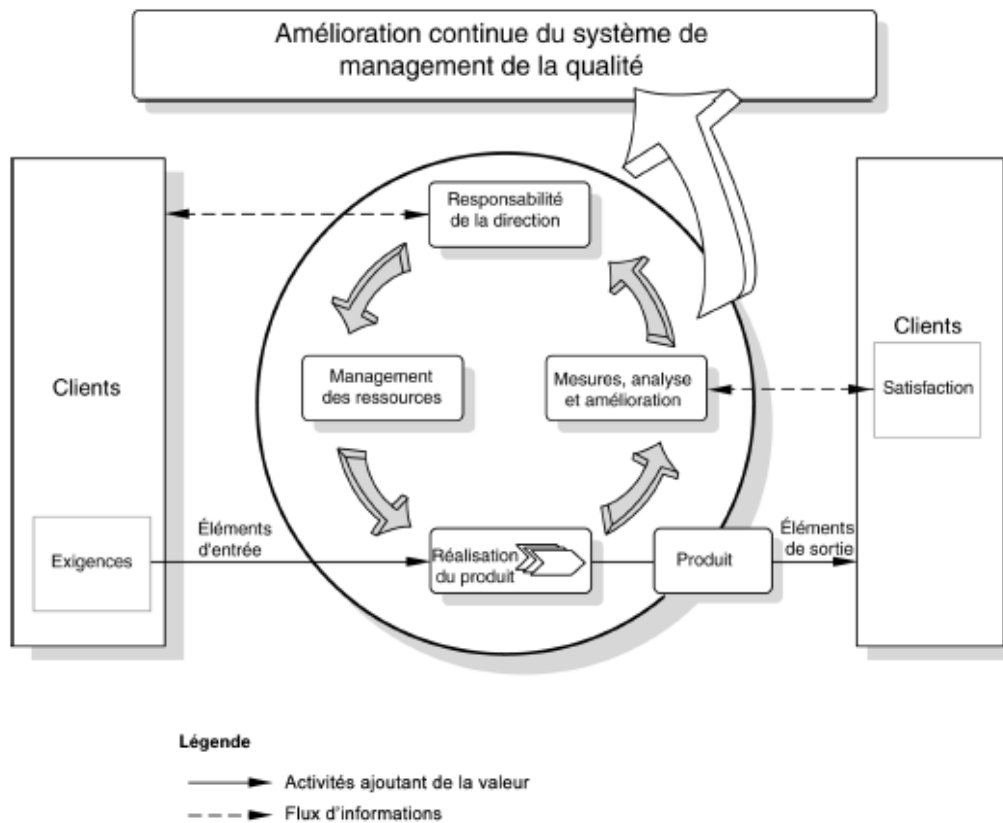 Amélioration continue du système de
management de la qualité
Responsabilité
de la direction
Clients
Management
des ressources
Mesures, analyse
et amélioration
Clients
Satisfaction
Exigences
Éléments
d'entrée
Réalisation
du produit
Produit
Éléments
de sortie
Légende
Activités ajoutant de la valeur
Flux d'informations